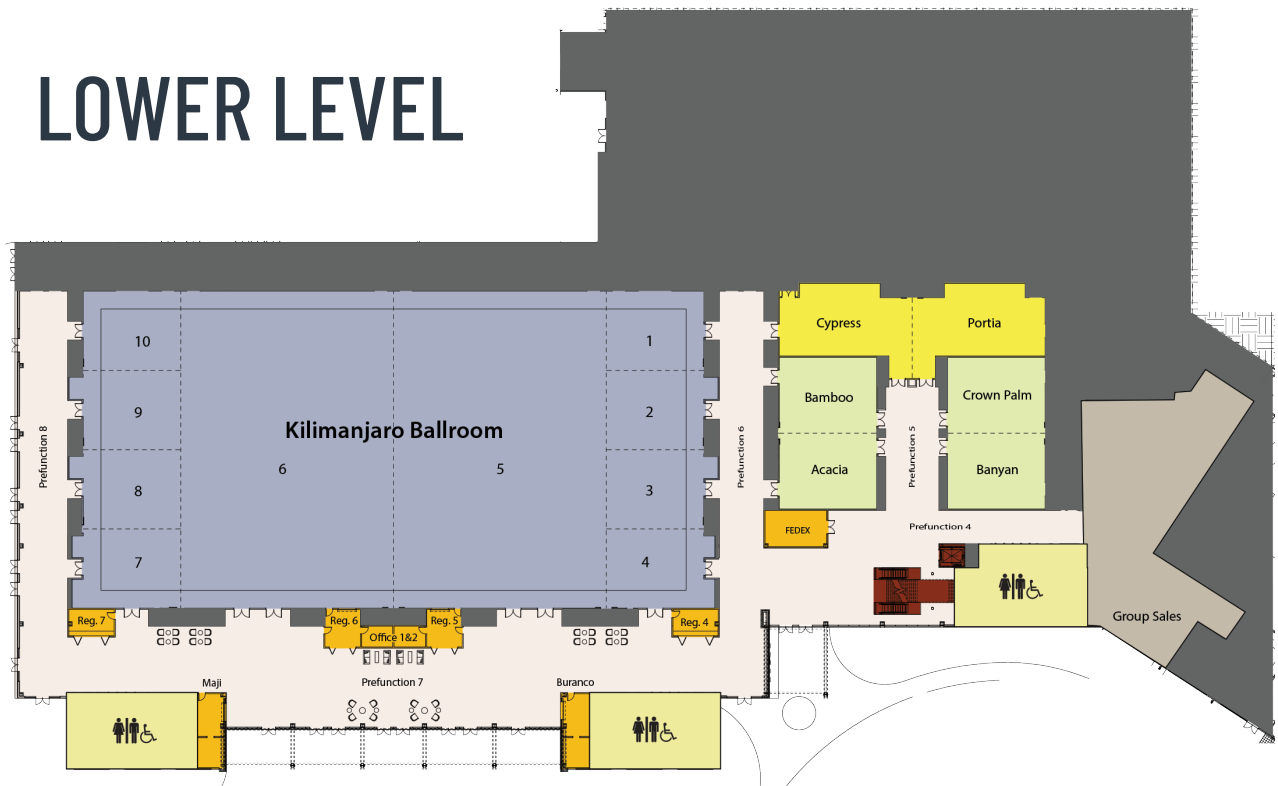 LOWER LEVEL
Cypress
Portia
10
1
Bamboo
Crown Palm
9
2
Kilimanjaro Ballroom
Prefunction 8
Prefunction 6
Prefunction 5
6
5
Acacia
Banyan
8
3
FEDEX
Prefunction 4
7
4
Reg. 7
Reg. 6
Reg. 5
Reg. 4
Office 1&2
Group Sales
Maji
Prefunction 7
Buranco